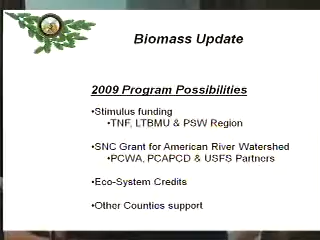 Biomass Update
2009 Program Possibilities
•Stimulus funding
•TNF, LTBMU & PSW Region
•SNC Grant for American River Watershed
•PCWA, PCAPCD & USFS Partners
•Eco-System Credits
•Other Counties support